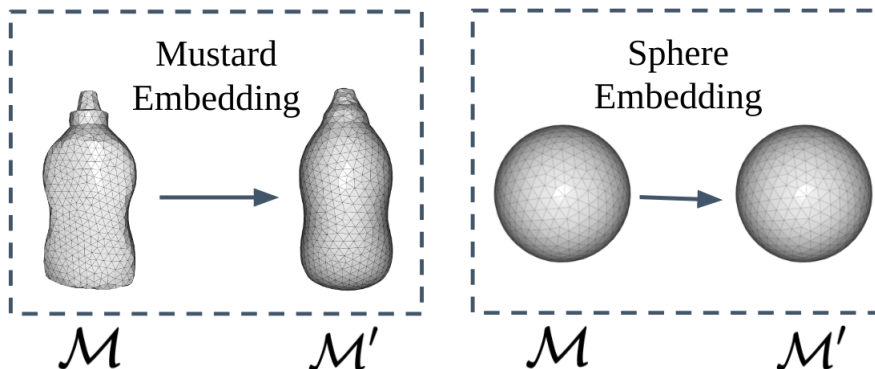 Mustard
Embedding
Sphere
Embedding
ℳ
ℳ′
ℳ
ℳ′